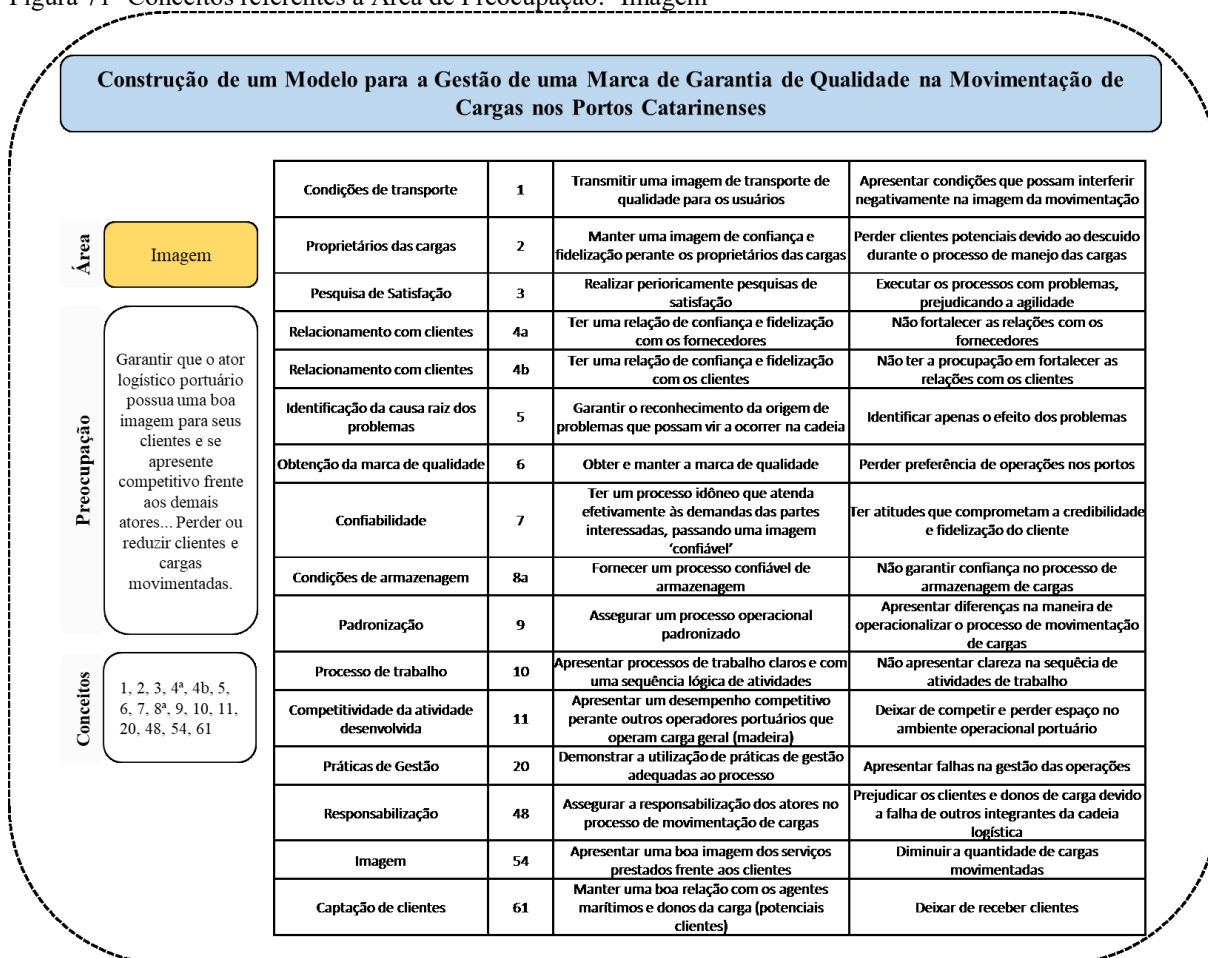 Figura 71 Conceitos referentes à Área de Preocupação: Imagem
Construção de um Modelo para a Gestão de uma Marca de Garantia de Qualidade na Movimentação de
Cargas nos Portos Catarinenses
Área
Imagem
Preocupação
Garantir que o ator
logístico portuário
possua uma boa
imagem para seus
clientes e se
apresente
competitivo frente
aos demais
atores... Perder ou
reduzir clientes e
cargas
movimentadas.
Conceitos
1, 2, 3, 4ª, 4b, 5,
6, 7, 8ª, 9, 10, 11,
20, 48, 54, 61
Condições de transporte
1
Transmitir uma imagem de transporte de
qualidade para os usuários
Apresentar condições que possam interferir
negativamente na imagem da movimentação
Proprietários das cargas
2
Manter uma imagem de confiança e
fidelização perante os proprietários das cargas
Perder clientes potenciais devido ao descuido
durante o processo de manejo das cargas
Pesquisa de Satisfação
3
Realizar perioricamente pesquisas de
satisfação
Executar os processos com problemas,
prejudicando a agilidade
Relacionamento com clientes
4a
Ter uma relação de confiança e fidelização
com os fornecedores
Não fortalecer as relações com os
fornecedores
Relacionamento com clientes
4b
Ter uma relação de confiança e fidelização
com os clientes
Não ter a procupação em fortalecer as
relações com os clientes
Identificação da causa raiz dos
problemas
5
Garantir o reconhecimento da origem de
problemas que possam vir a ocorrer na cadeia
Identificar apenas o efeito dos problemas
Obtenção da marca de qualidade
6
Obter e manter a marca de qualidade
Perder preferência de operações nos portos
Confiabilidade
7
Ter um processo idôneo que atenda
efetivamente às demandas das partes
interessadas, passando uma imagem
‘confiável’
Ter atitudes que comprometam a credibilidade
e fidelização do cliente
Condições de armazenagem
8a
Fornecer um processo confiável de
armazenagem
Não garantir confiança no processo de
armazenagem de cargas
Padronização
9
Assegurar um processo operacional
padronizado
Apresentar diferenças na maneira de
operacionalizar o processo de movimentação
de cargas
Processo de trabalho
10
Apresentar processos de trabalho claros e com
uma sequência lógica de atividades
Não apresentar clareza na sequêcia de
atividades de trabalho
Competitividade da atividade
desenvolvida
11
Apresentar um desempenho competitivo
perante outros operadores portuários que
operam carga geral (madeira)
Deixar de competir e perder espaço no
ambiente operacional portuário
Práticas de Gestão
20
Demonstrar a utilização de práticas de gestão
adequadas ao processo
Apresentar falhas na gestão das operações
Responsabilização
48
Assegurar a responsabilização dos atores no
processo de movimentação de cargas
Prejudicar os clientes e donos de carga devido
a falha de outros integrantes da cadeia
logística
Imagem
54
Apresentar uma boa imagem dos serviços
prestados frente aos clientes
Diminuir a quantidade de cargas
movimentadas
Captação de clientes
61
Manter uma boa relação com os agentes
marítimos e donos da carga (potenciais
clientes)
Deixar de receber clientes